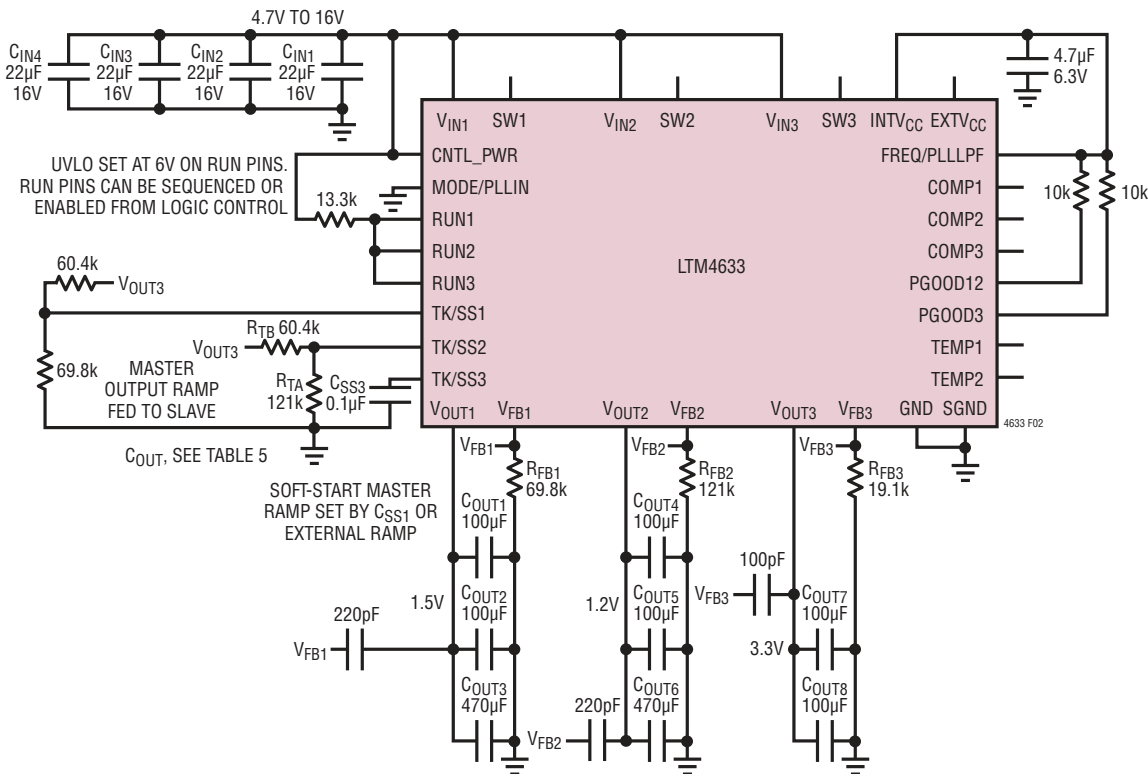 4.7V TO 16V
CIN4
22µF
16V
CIN3
22µF
16V
CIN2
22µF
16V
CIN1
22µF
16V
4.7µF
6.3V
VIN1
SW1
VIN2
SW2
VIN3
SW3
INTVCC
EXTVCC
UVLO SET AT 6V ON RUN PINS.
RUN PINS CAN BE SEQUENCED OR
ENABLED FROM LOGIC CONTROL
13.3k
CNTL_PWR
MODE/PLLIN
RUN1
RUN2
RUN3
TK/SS1
TK/SS2
TK/SS3
LTM4633
FREQ/PLLLPF
COMP1
COMP2
COMP3
PGOOD12
PGOOD3
TEMP1
TEMP2
10k
10k
60.4k
VOUT3
69.8k
MASTER
OUTPUT RAMP
FED TO SLAVE
RTB 60.4k
VOUT3
RTA
121k
CSS3
0.1µF
VOUT1
VFB1
VOUT2
VFB2
VOUT3
VFB3
GND
SGND
4633 F02
COUT, SEE TABLE 5
SOFT-START MASTER
RAMP SET BY CSS1 OR
EXTERNAL RAMP
VFB1
RFB1
69.8k
COUT1
100µF
COUT2
100µF
COUT3
470µF
1.5V
220pF
VFB1
VFB2
RFB2
121k
COUT4
100µF
COUT5
100µF
COUT6
470µF
1.2V
220pF
VFB2
VFB3
RFB3
19.1k
100pF
VFB3
COUT7
100µF
3.3V
COUT8
100µF